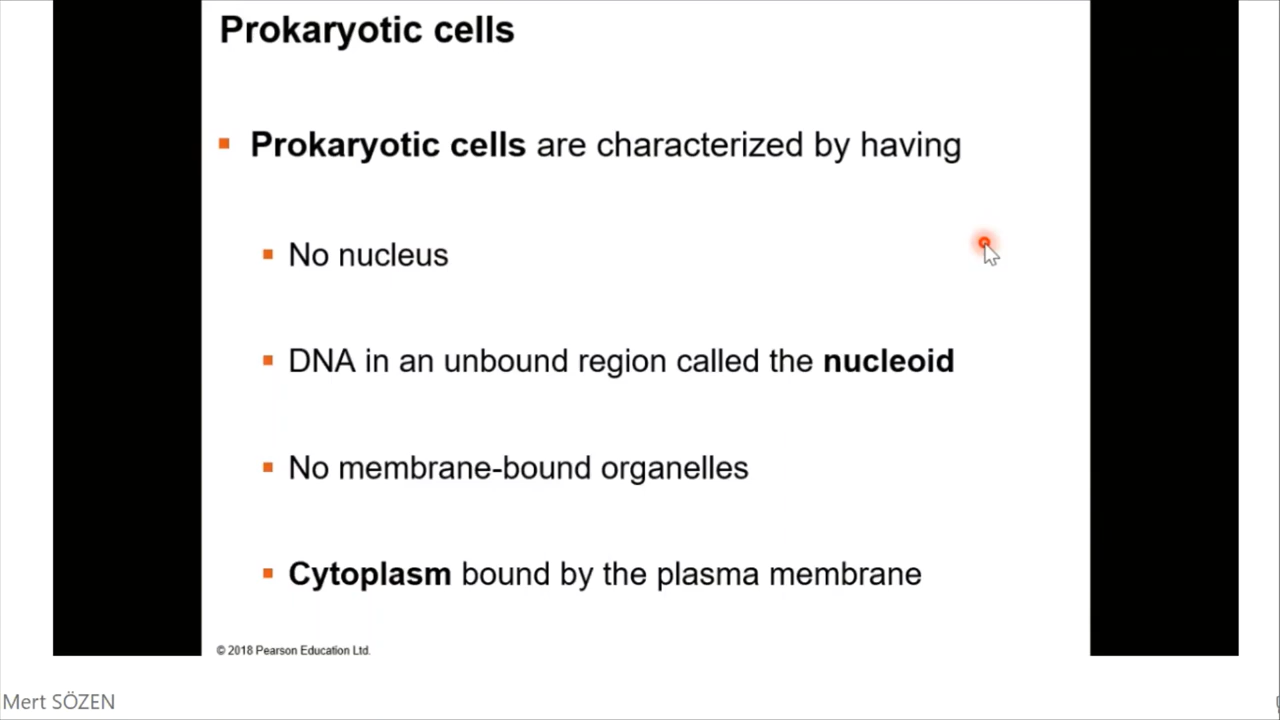 Prokaryotic cells
Prokaryotic cells are characterized by having
No nucleus
DNA in an unbound region called the nucleoid
No membrane-bound organelles
Cytoplasm bound by the plasma membrane
© 2018 Pearson Education Ltd.
Mert SÖZEN